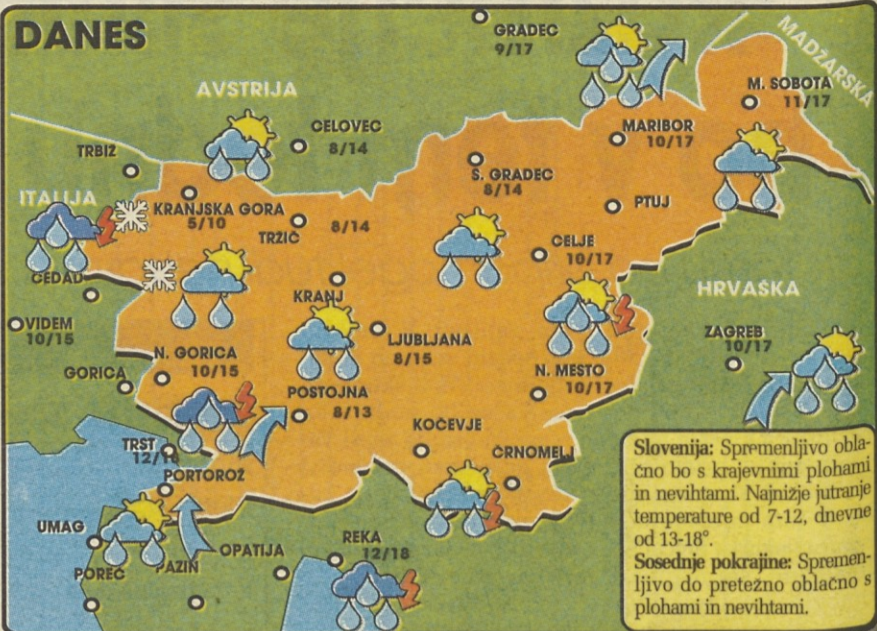 DANES
GRADEC
9/17
MADŽARSKA
AVSTRIJA
M. SOBOTA
11/17
CELOVEC
8/14
MARIBOR
10/17
TRBIŽ
S. GRADEC
8/14
ITALIJA
KRANJSKA GORA
5/10
PTUJ
TRŽIČ
8/14
CELJE
10/17
ČEDAD
KRANJ
HRVAŠKA
VIDEM
10/15
LJUBLJANA
8/15
ZAGREB
10/17
N. GORICA
10/15
GORICA
N. MESTO
10/17
POSTOJNA
8/13
KOČEVJE
TRST
12/18
ČRNOMELJ
PORTOROŽ
UMAG
REKA
12/18
OPATIJA
POREČ
PAZIN
Slovenija: Spremenljivo obla-
čno bo s krajevnimi plohami
in nevihtami. Najnižje jutranje
temperature od 7-12, dnevne
od 13-18°.
Sosednje pokrajine: Spremen-
ljivo do pretežno oblačno s
plohami in nevihtami.